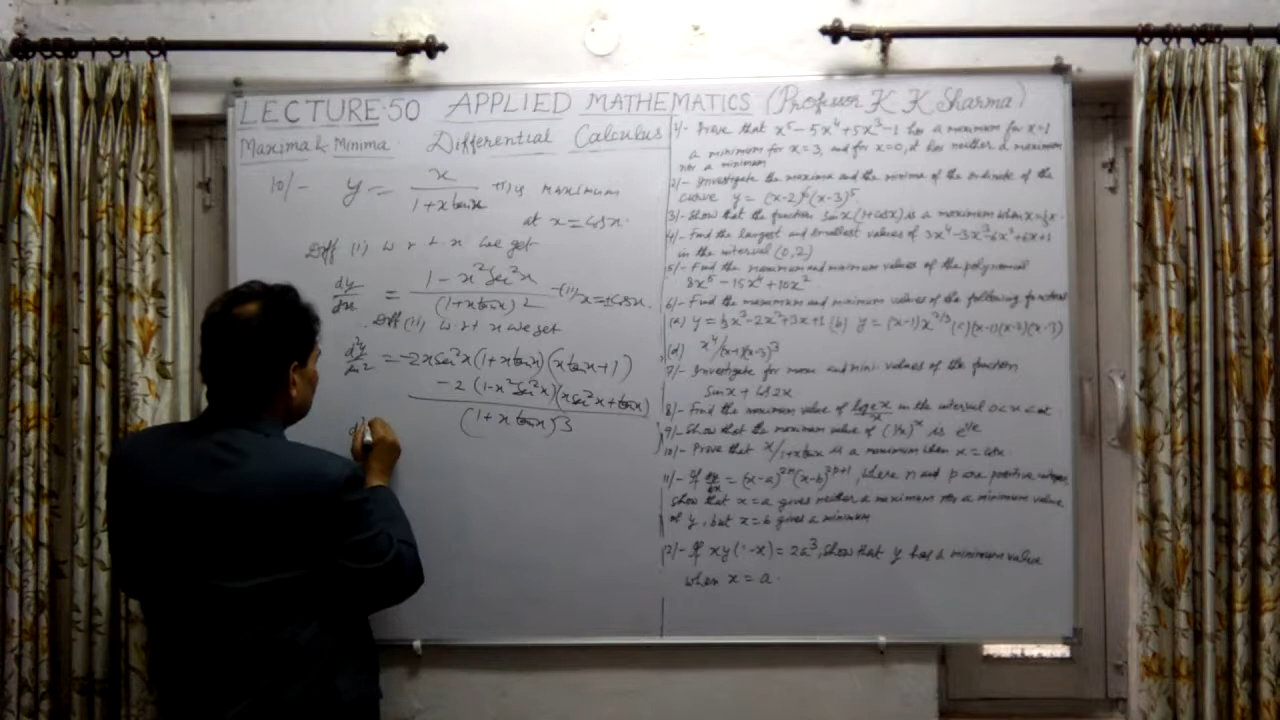 LECTURE-50 APPLIED MATHEMATICS (Professor K K Sharma)
Maxima & Minima Differential Calculus
10/- y = x/(1+x tan x) -(1) is maximum
at x = Cos x.
Diff (1) w r t x we get
dy/dx = (1 - x² Sec² x)/(1+x tan x)² -(11) x = ± Cos x.
Diff (11) w.r.t x we get
d²y/dx² = -2x Sec² x (1+x tan x) (x tan x + 1)
-2 (1-x² Sec² x)(x Sec² x + tan x)
(1 + x tan x)3
1/- Prove that x⁵ - 5x⁴ + 5x³ - 1 has a maximum for x=1
a minimum for x = 3, and for x=0, it has neither a maximum
nor a minimum
2/- Investigate the maxima and the minima of the ordinate of the
curve y = (x-2)⁶(x-3)⁵.
3/- Show that the function Sin x (1+Cos x) is a maximum when x =
4/- Find the largest and smallest values of 3x⁴ - 6x² + 6x + 1
in the interval (0, 2)
5/- Find the maximum and minimum values of the polynomial
8x⁵ - 15x⁴ + 10x²
6/- Find the maximum and minimum values of the following functions
(a) y = x³ - 2x² + 3x + 1 (b) y = (x-1) x^2/3 (c) (x-1)(x-2)(x-3)
(d) x⁴/(x-1)(x-3)³
7/- Investigate for max and mini values of the function
Sin x + Cos 2x.
8/- Find the maximum value of log x/x in the interval 0 < x <
9/- Show that the maximum value of (1/x)^x is e^1/e
10/- Prove that x/1+x tan x is a maximum when x = Cos x.
11/- If dy/dx = (x-a)^2n (x-b)^2p+1, where n and p are positive integers,
show that x = a gives neither a maximum nor a minimum value
of y, but x = b gives a minimum
12/- If xy( -x) = 2a³, show that y has a minimum value
when x = a.